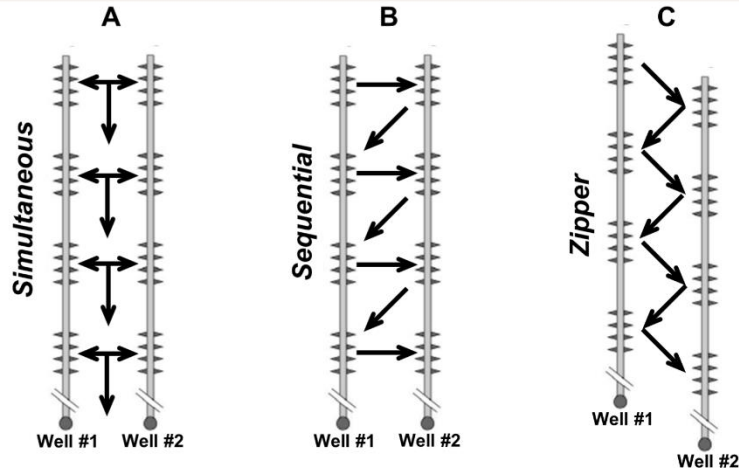 A
B
C
Simultaneous
Sequential
Zipper
Well #1 Well #2
Well #1 Well #2
Well #1
Well #2